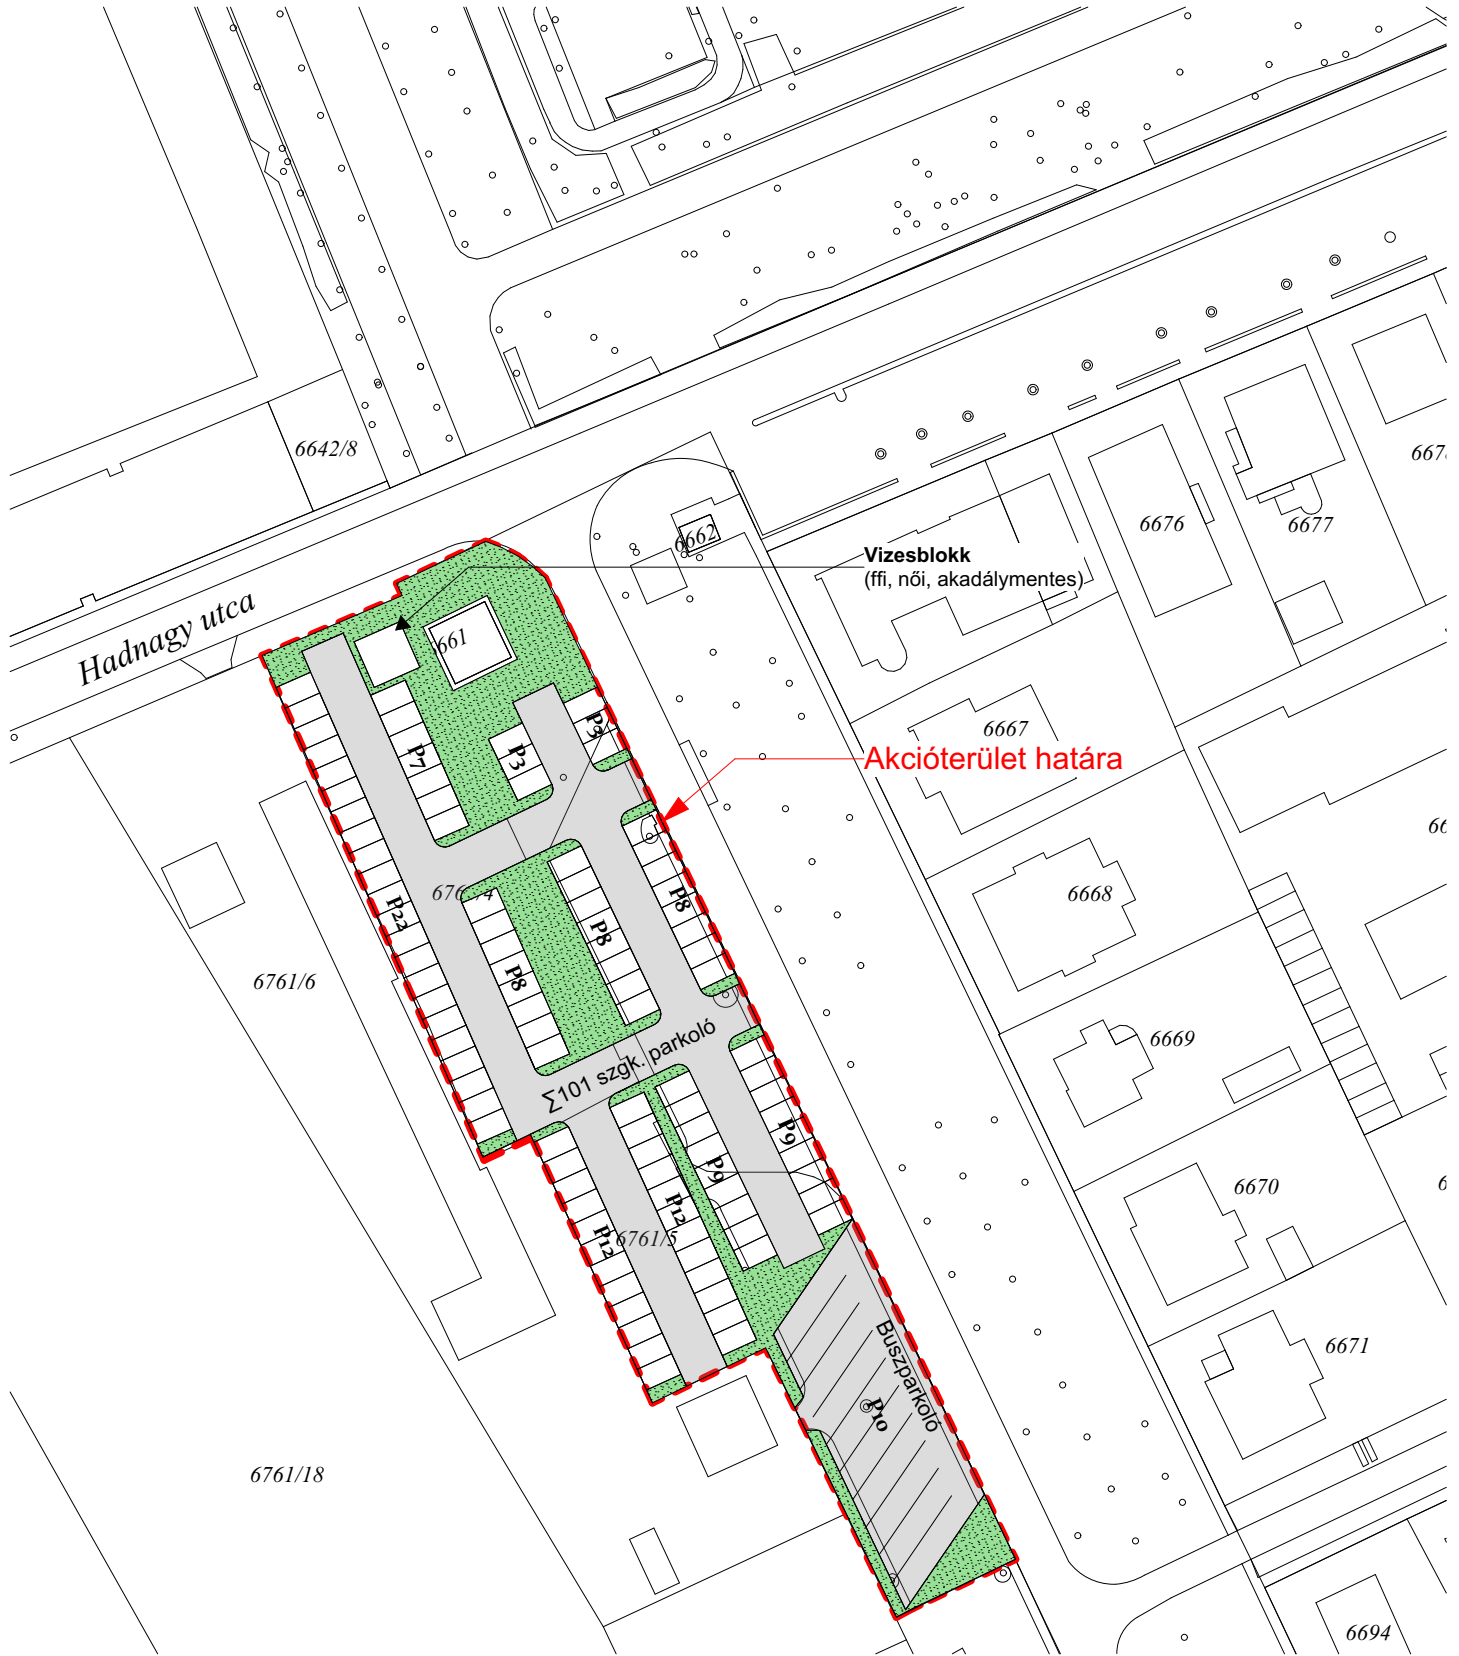 6642/8
6678
6676
6677
6662
Vizesblokk
(ffi, női, akadálymentes)
Hadnagy utca
661
6667
P3
P3
P7
Akcióterület határa
6668
P22
P8
P8
P8
6761/6
6669
∑101 szgk. parkoló
P9
P9
P12
P12
6761/5
6670
6671
Buszparkoló
P10
6761/18
6694